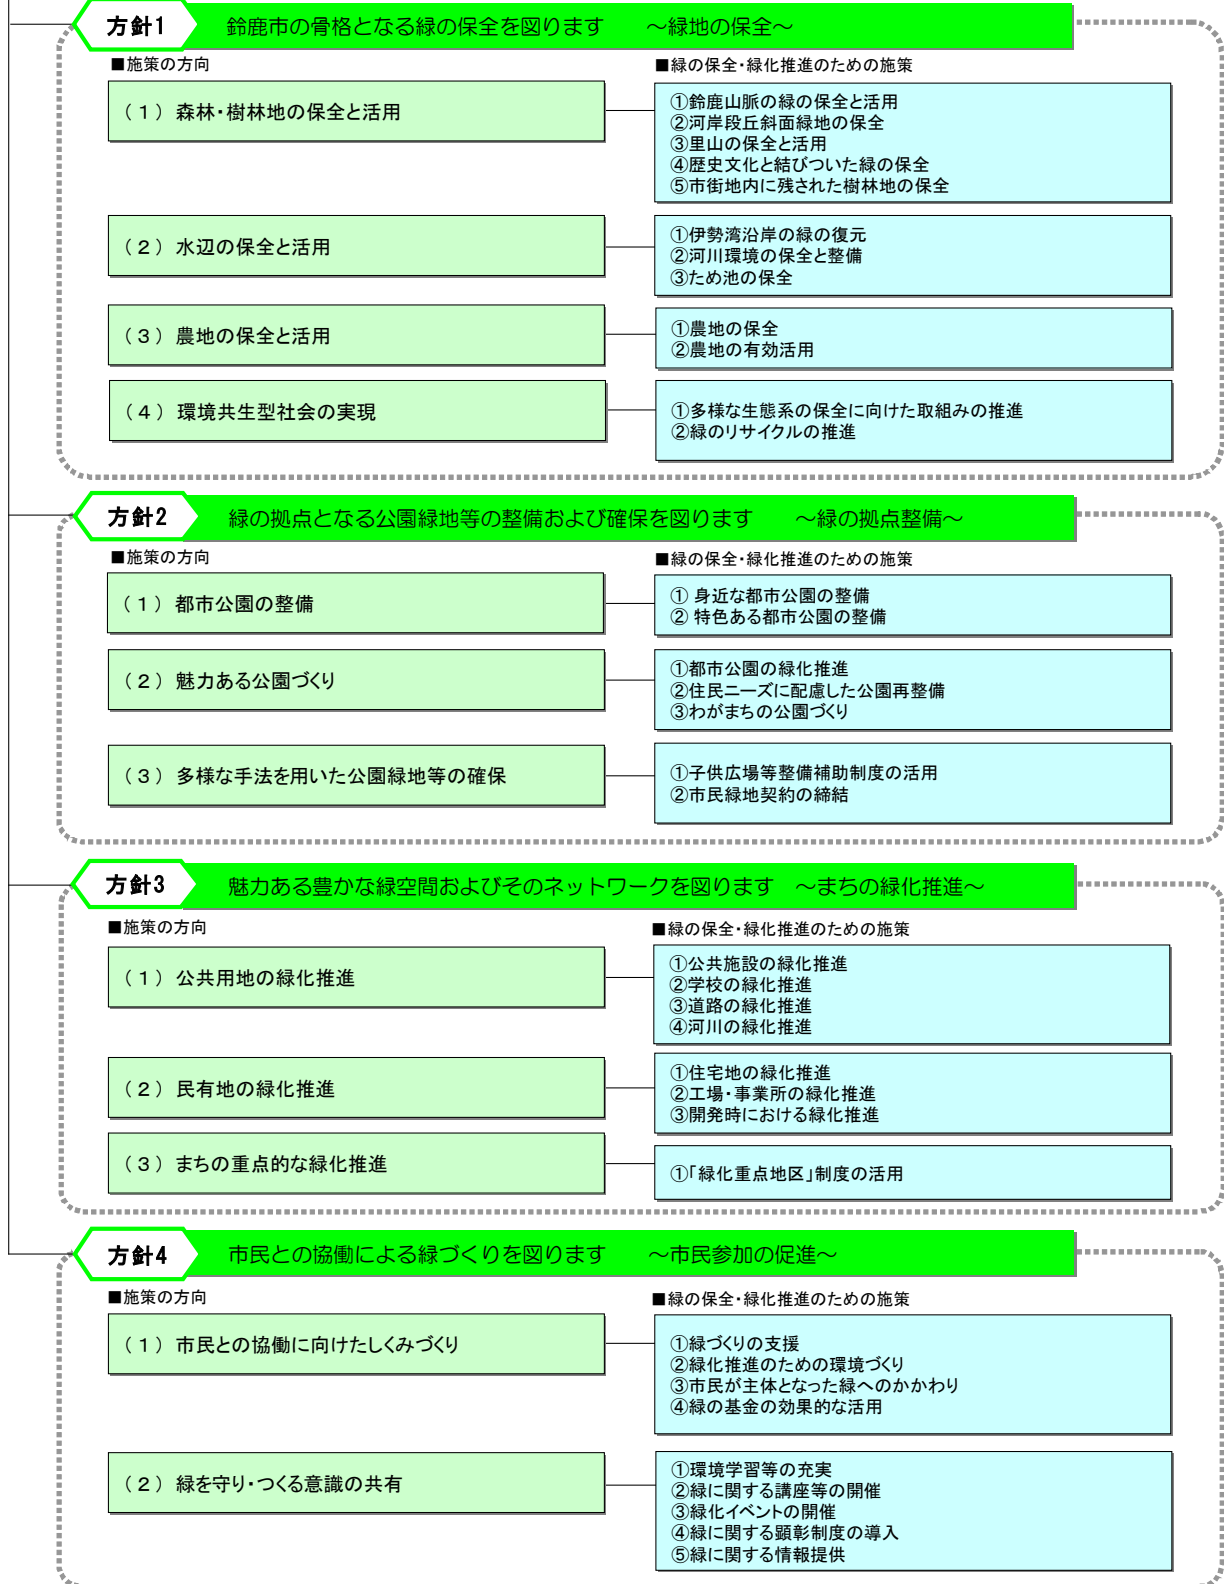 方針1
鈴鹿市の骨格となる緑の保全を図ります ～緑地の保全～
■施策の方向
■緑の保全・緑化推進のための施策
(1) 森林・樹林地の保全と活用
①鈴鹿山脈の緑の保全と活用
②河岸段丘斜面緑地の保全
③里山の保全と活用
④歴史文化と結びついた緑の保全
⑤市街地内に残された樹林地の保全
(2) 水辺の保全と活用
①伊勢湾沿岸の緑の復元
②河川環境の保全と整備
③ため池の保全
(3) 農地の保全と活用
①農地の保全
②農地の有効活用
(4) 環境共生型社会の実現
①多様な生態系の保全に向けた取組みの推進
②緑のリサイクルの推進
方針2
緑の拠点となる公園緑地等の整備および確保を図ります ～緑の拠点整備～
■施策の方向
■緑の保全・緑化推進のための施策
(1) 都市公園の整備
① 身近な都市公園の整備
② 特色ある都市公園の整備
(2) 魅力ある公園づくり
①都市公園の緑化推進
②住民ニーズに配慮した公園再整備
③わがまちの公園づくり
(3) 多様な手法を用いた公園緑地等の確保
①子供広場等整備補助制度の活用
②市民緑地契約の締結
方針3
魅力ある豊かな緑空間およびそのネットワークを図ります ～まちの緑化推進～
■施策の方向
■緑の保全・緑化推進のための施策
(1) 公共用地の緑化推進
①公共施設の緑化推進
②学校の緑化推進
③道路の緑化推進
④河川の緑化推進
(2) 民有地の緑化推進
①住宅地の緑化推進
②工場・事業所の緑化推進
③開発時における緑化推進
(3) まちの重点的な緑化推進
①「緑化重点地区」制度の活用
方針4
市民との協働による緑づくりを図ります ～市民参加の促進～
■施策の方向
■緑の保全・緑化推進のための施策
(1) 市民との協働に向けたしくみづくり
①緑づくりの支援
②緑化推進のための環境づくり
③市民が主体となった緑へのかかわり
④緑の基金の効果的な活用
(2) 緑を守り・つくる意識の共有
①環境学習等の充実
②緑に関する講座等の開催
③緑化イベントの開催
④緑に関する顕彰制度の導入
⑤緑に関する情報提供